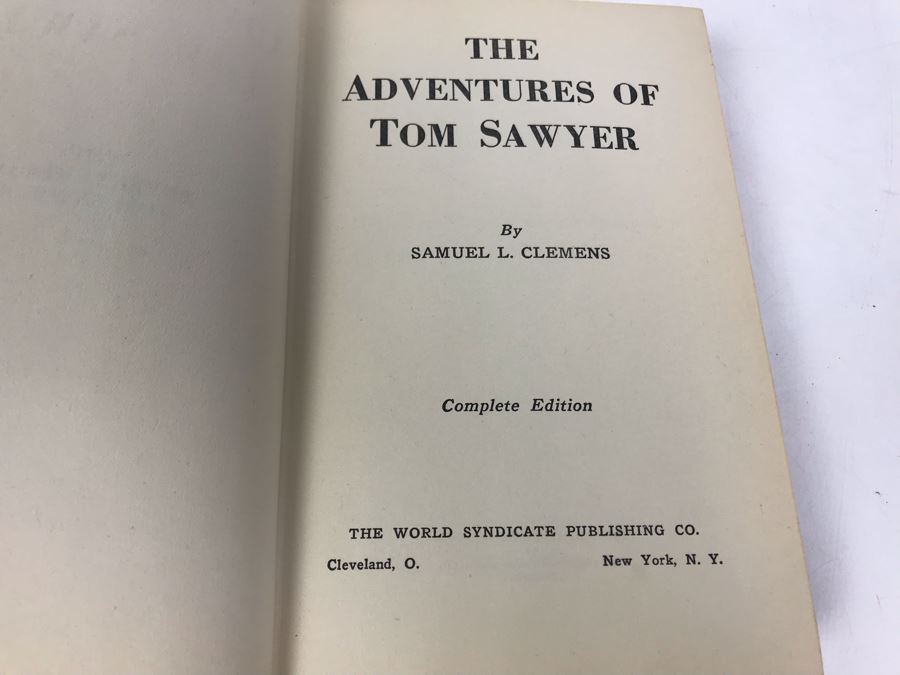 THE
ADVENTURES OF
TOM SAWYER
By
SAMUEL L. CLEMENS
Complete Edition
THE WORLD SYNDICATE PUBLISHING CO.
Cleveland, O. New York, N. Y.